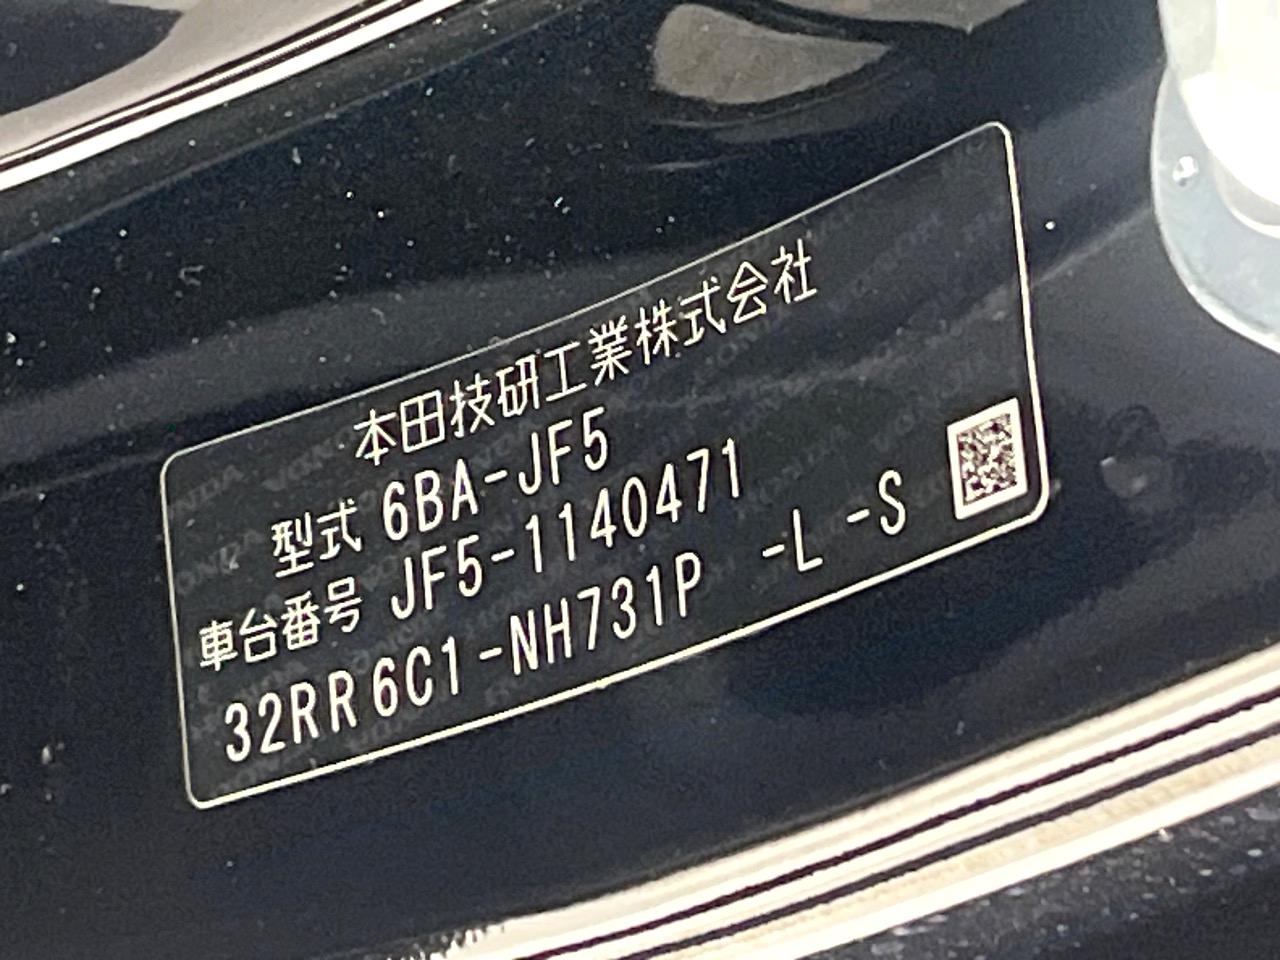 本田技研工業株式会社
型式 6BA-JF5
車台番号 JF5-1140471
32RR6C1-NH731P -L -S